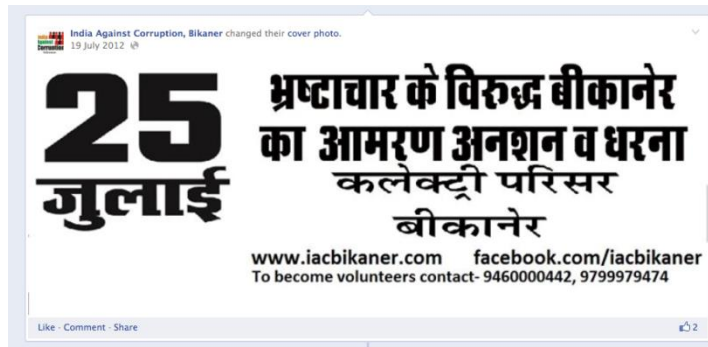 India Against Corruption, Bikaner changed their cover photo.
19 July 2012
25
जुलाई
भ्रष्टाचार के विरुद्ध बीकानेर
का आमरण अनशन व धरना
कलेक्ट्री परिसर
बीकानेर
www.iacbikaner.com facebook.com/iacbikaner
To become volunteers contact- 9460000442, 9799979474
Like · Comment · Share
2